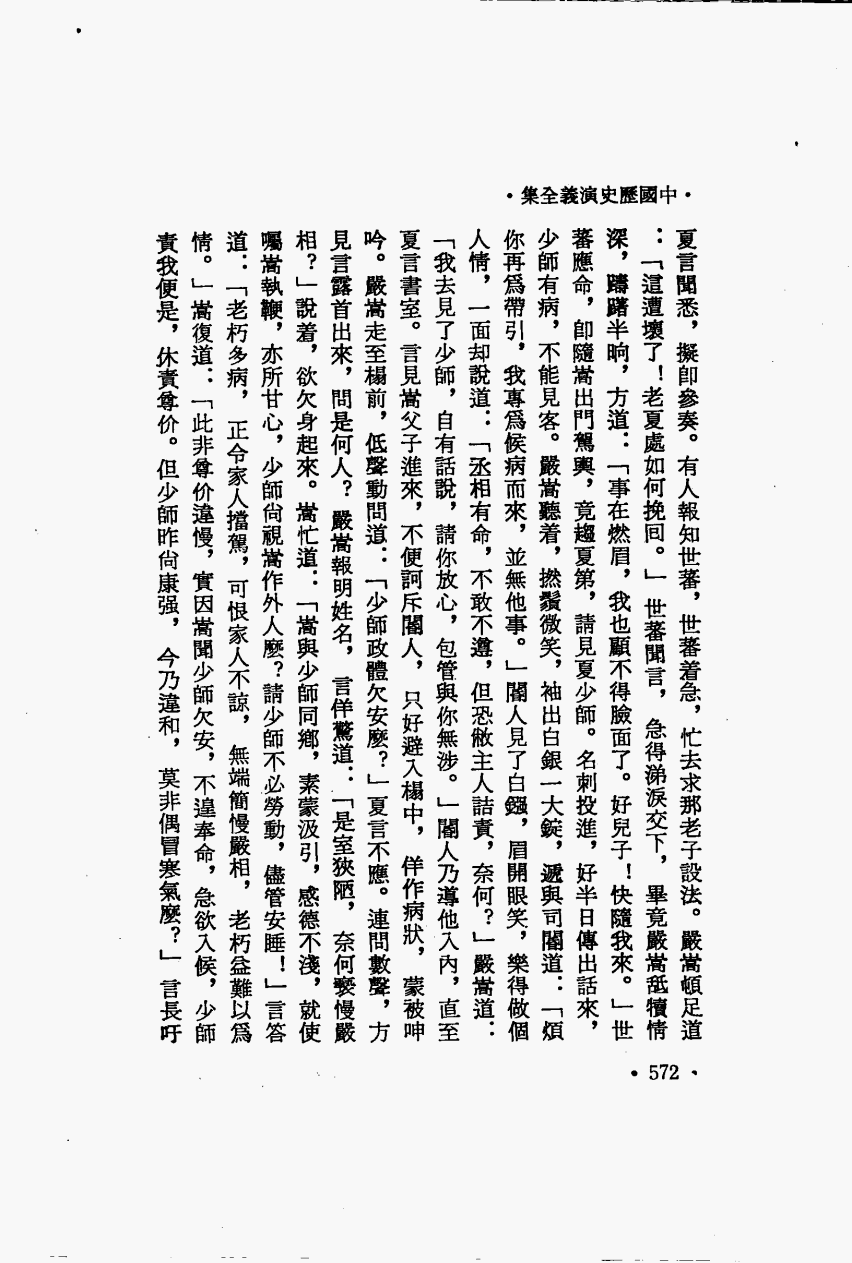 ·中國歷史演義全集·
夏言聞悉，擬卽參奏。有人報知世蕃，世蕃着急，忙去求那老子設法。嚴嵩頓足道
：「這遭壞了！老夏處如何挽囘。」世蕃聞言，急得涕淚交下，畢竟嚴嵩舐犢情
深，躊躇半晌，方道：「事在燃眉，我也顧不得臉面了。好兒子！快隨我來。」世
蕃應命，卽隨嵩出門駕輿，竟趨夏第，請見夏少師。名刺投進，好半日傳出話來，
少師有病，不能見客。嚴嵩聽着，撚鬚微笑，袖出白銀一大錠，遞與司閽道：「煩
你再爲帶引，我專爲候病而來，並無他事。」閽人見了白鏹，眉開眼笑，樂得做個
人情，一面却說道：「丞相有命，不敢不遵，但恐敝主人詰責，奈何？」嚴嵩道：
「我去見了少師，自有話說，請你放心，包管與你無涉。」閽人乃導他入內，直至
夏言書室。言見嵩父子進來，不便訶斥閽人，只好避入榻中，佯作病狀，蒙被呻
吟。嚴嵩走至榻前，低聲動問道：「少師政體欠安麼？」夏言不應。連問數聲，方
見言露首出來，問是何人？嚴嵩報明姓名，言佯驚道：「是室狹陋，奈何褻慢嚴
相？」說着，欲欠身起來。嵩忙道：「嵩與少師同鄕，素蒙汲引，感德不淺，就使
囑嵩執鞭，亦所甘心，少師尙視嵩作外人麼？請少師不必勞動，儘管安睡！」言答
道：「老朽多病，正令家人擋駕，可恨家人不諒，無端簡慢嚴相，老朽益難以爲
情。」嵩復道：「此非尊价違慢，實因嵩聞少師欠安，不遑奉命，急欲入候，少師
責我便是，休責尊价。但少師昨尙康强，今乃違和，莫非偶冒寒氣麼？」言長吁
·572·